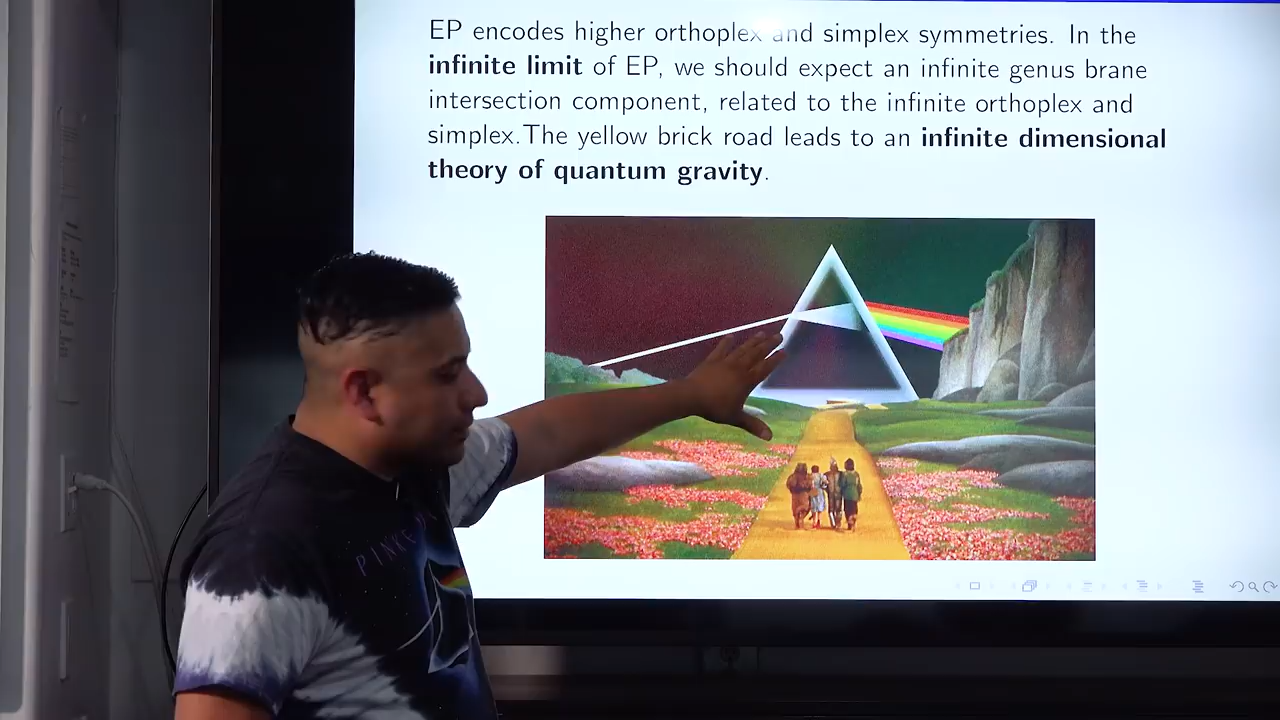 EP encodes higher orthoplex and simplex symmetries. In the
infinite limit of EP, we should expect an infinite genus brane
intersection component, related to the infinite orthoplex and
simplex.The yellow brick road leads to an infinite dimensional
theory of quantum gravity.